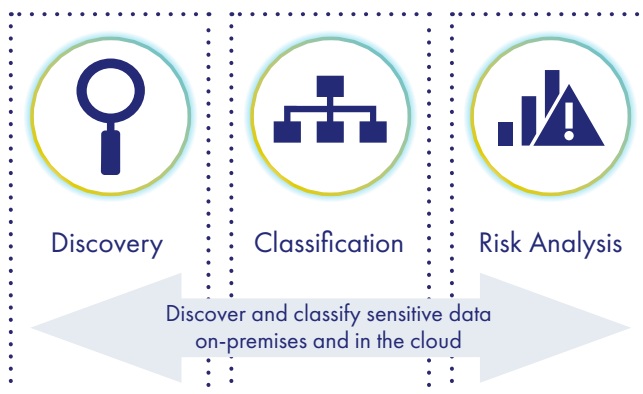 Discovery
Classification
Risk Analysis
Discover and classify sensitive data
on-premises and in the cloud